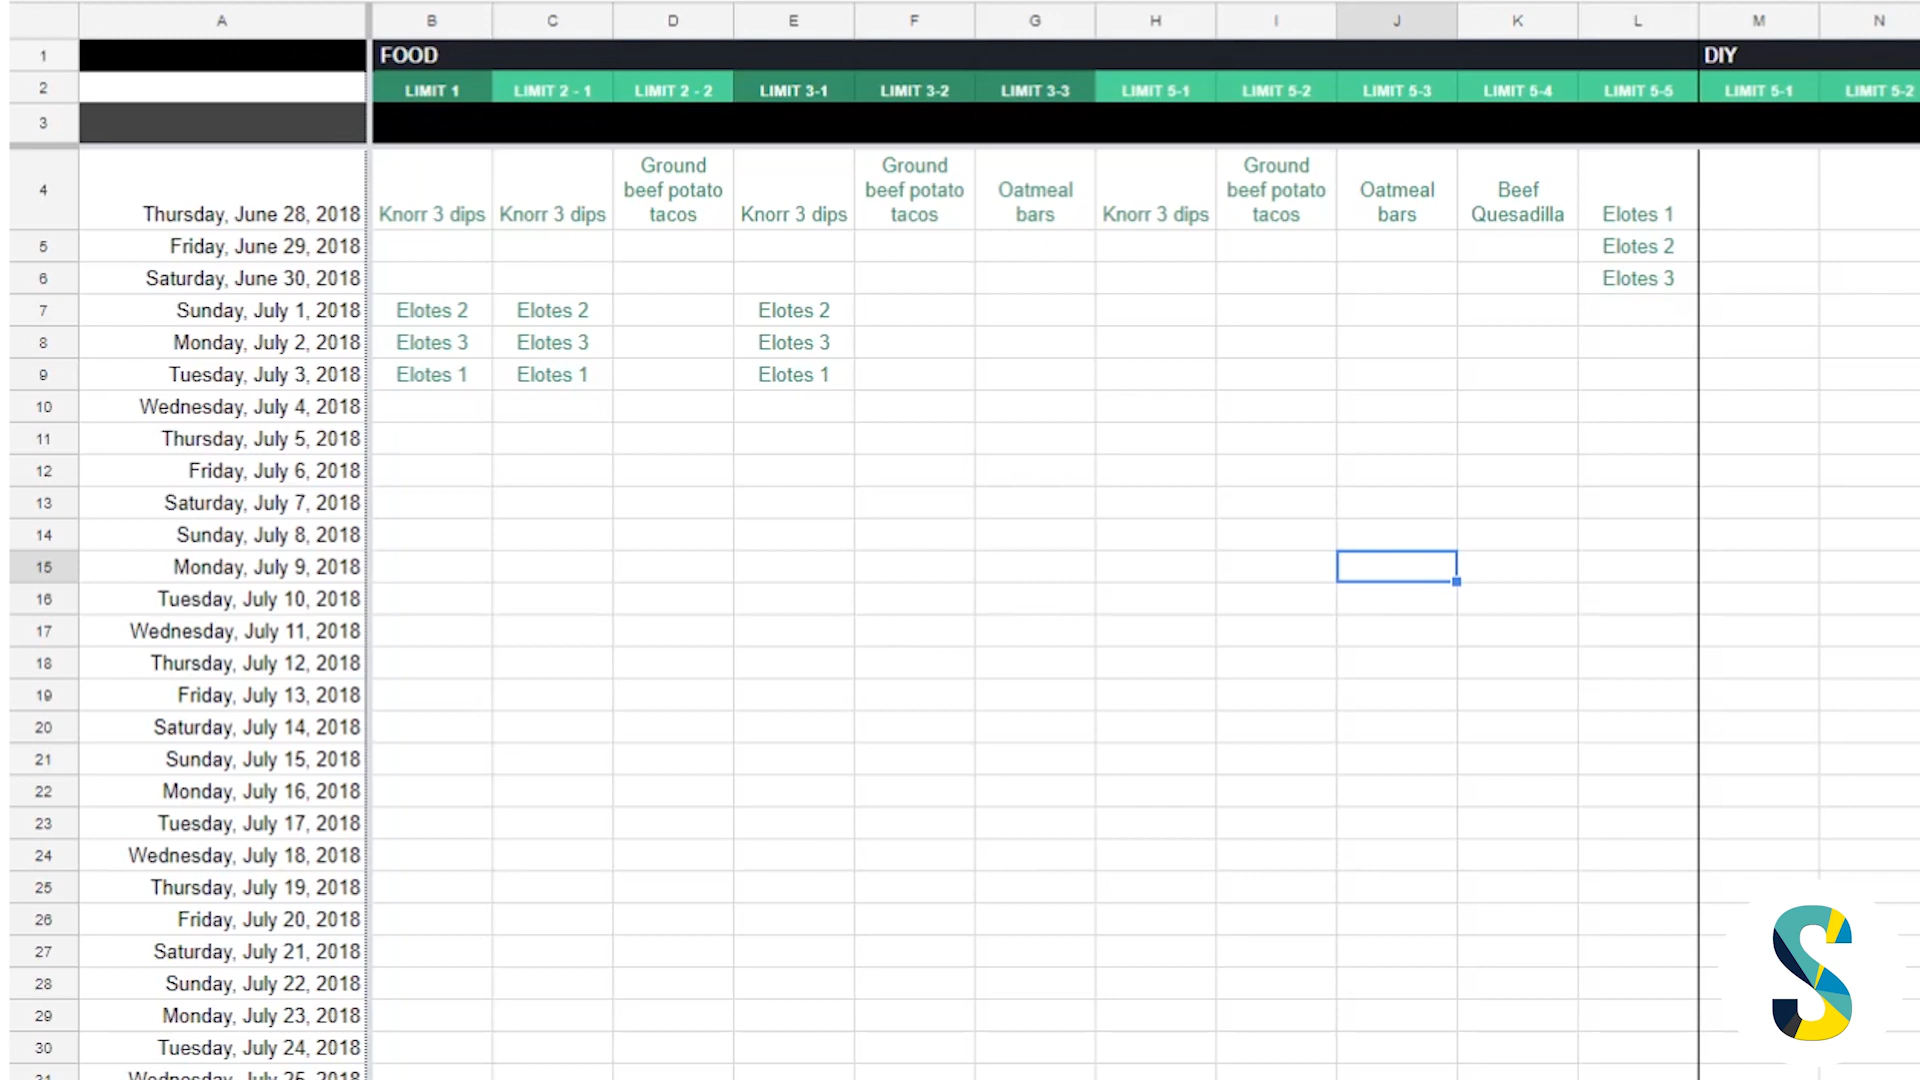 A B C D E F G H I J K L M N
1 FOOD DIY
2 LIMIT 1 LIMIT 2 - 1 LIMIT 2 - 2 LIMIT 3-1 LIMIT 3-2 LIMIT 3-3 LIMIT 5-1 LIMIT 5-2 LIMIT 5-3 LIMIT 5-4 LIMIT 5-5 LIMIT 5-1 LIMIT 5-2
3
Ground Ground Ground
4 beef potato beef potato Oatmeal beef potato Oatmeal Beef
Thursday, June 28, 2018 Knorr 3 dips Knorr 3 dips tacos Knorr 3 dips tacos bars Knorr 3 dips tacos bars Quesadilla Elotes 1
5 Friday, June 29, 2018 Elotes 2
6 Saturday, June 30, 2018 Elotes 3
7 Sunday, July 1, 2018 Elotes 2 Elotes 2 Elotes 2
8 Monday, July 2, 2018 Elotes 3 Elotes 3 Elotes 3
9 Tuesday, July 3, 2018 Elotes 1 Elotes 1 Elotes 1
10 Wednesday, July 4, 2018
11 Thursday, July 5, 2018
12 Friday, July 6, 2018
13 Saturday, July 7, 2018
14 Sunday, July 8, 2018
15 Monday, July 9, 2018
16 Tuesday, July 10, 2018
17 Wednesday, July 11, 2018
18 Thursday, July 12, 2018
19 Friday, July 13, 2018
20 Saturday, July 14, 2018
21 Sunday, July 15, 2018
22 Monday, July 16, 2018
23 Tuesday, July 17, 2018
24 Wednesday, July 18, 2018
25 Thursday, July 19, 2018
26 Friday, July 20, 2018
27 Saturday, July 21, 2018
28 Sunday, July 22, 2018
29 Monday, July 23, 2018
30 Tuesday, July 24, 2018
31 Wednesday, July 25, 2018
S